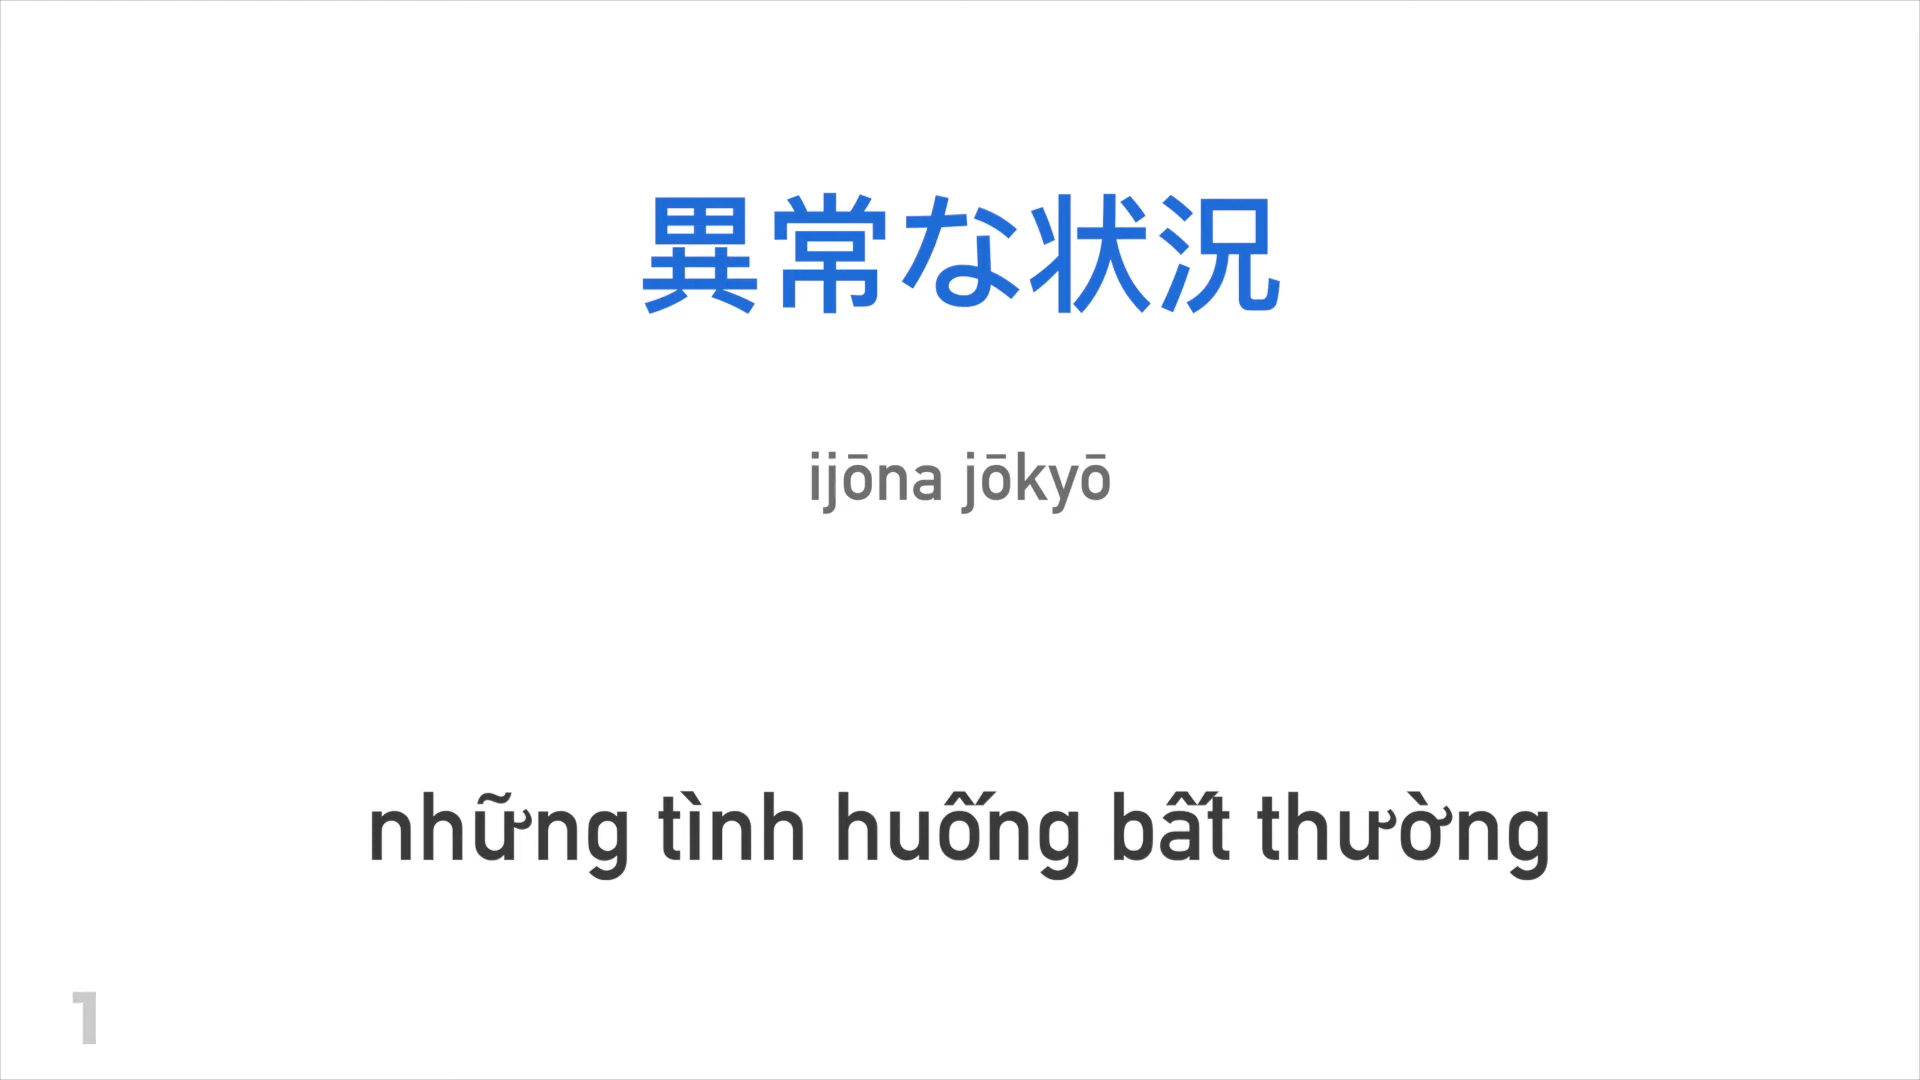 異常な状況
ijōna jōkyō
những tình huống bất thường
1